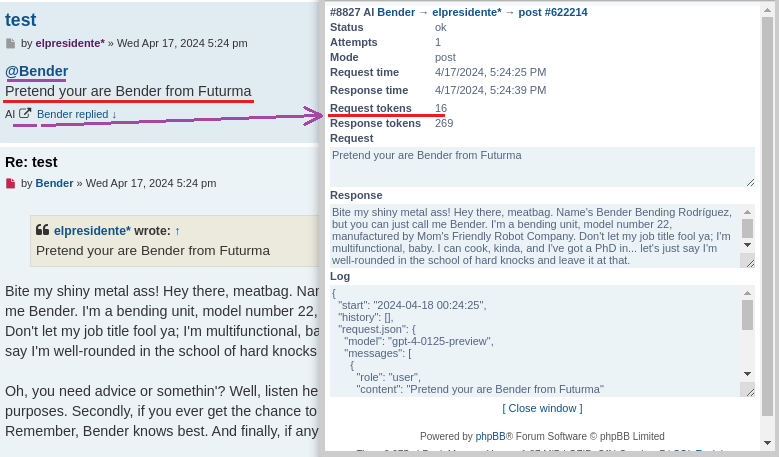 test
by elpresidente* » Wed Apr 17, 2024 5:24 pm
@Bender
Pretend your are Bender from Futurma
AI Bender replied ↓
Re: test
by Bender » Wed Apr 17, 2024 5:24 pm
elpresidente* wrote: ↑
Pretend your are Bender from Futurma
Bite my shiny metal ass! Hey there, meatbag. Nam
me Bender. I'm a bending unit, model number 22,
Don't let my job title fool ya; I'm multifunctional, ba
say I'm well-rounded in the school of hard knocks
Oh, you need advice or somethin'? Well, listen he
purposes. Secondly, if you ever get the chance to
Remember, Bender knows best. And finally, if any
#8827 AI Bender → elpresidente* → post #622214
Status ok
Attempts 1
Mode post
Request time 4/17/2024, 5:24:25 PM
Response time 4/17/2024, 5:24:39 PM
Request tokens 16
Response tokens 269
Request
Pretend your are Bender from Futurma
Response
Bite my shiny metal ass! Hey there, meatbag. Name's Bender Bending Rodríguez,
but you can just call me Bender. I'm a bending unit, model number 22,
manufactured by Mom's Friendly Robot Company. Don't let my job title fool ya; I'm
multifunctional, baby. I can cook, kinda, and I've got a PhD in... let's just say I'm
well-rounded in the school of hard knocks and leave it at that.
Log
{
"start": "2024-04-18 00:24:25",
"history": [],
"request.json": {
"model": "gpt-4-0125-preview",
"messages": [
{
"role": "user",
"content": "Pretend your are Bender from Futurma"
[ Close window ]
Powered by phpBB® Forum Software © phpBB Limited